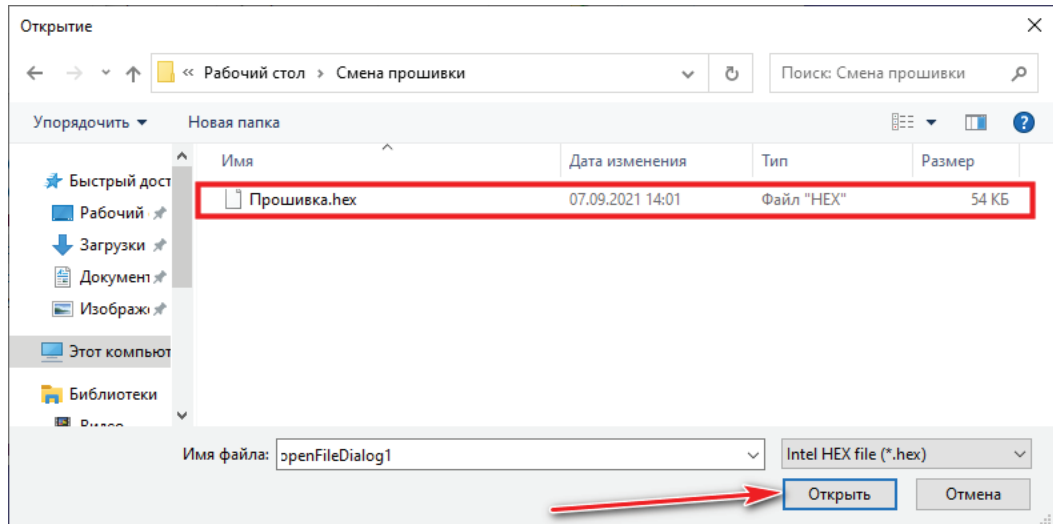 Открытие
« Рабочий стол › Смена прошивки
Поиск: Смена прошивки
Упорядочить
Новая папка
Имя
Дата изменения
Тип
Размер
Быстрый дост
Рабочий
Загрузки
Документ
Изображ
Этот компьют
Библиотеки
Видео
Прошивка.hex
07.09.2021 14:01
Файл "HEX"
54 КБ
Имя файла:
openFileDialog1
Intel HEX file (*.hex)
Открыть
Отмена